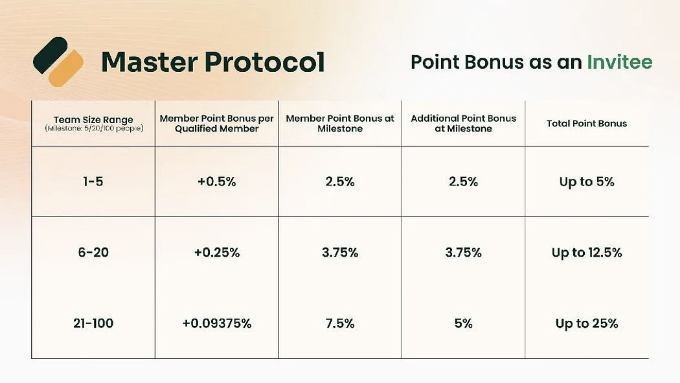 Master Protocol
Point Bonus as an Invitee
Team Size Range
(Milestone: 5/20/100 people)
Member Point Bonus per
Qualified Member
Member Point Bonus at
Milestone
Additional Point Bonus
at Milestone
Total Point Bonus
1-5
+0.5%
2.5%
2.5%
Up to 5%
6-20
+0.25%
3.75%
3.75%
Up to 12.5%
21-100
+0.09375%
7.5%
5%
Up to 25%